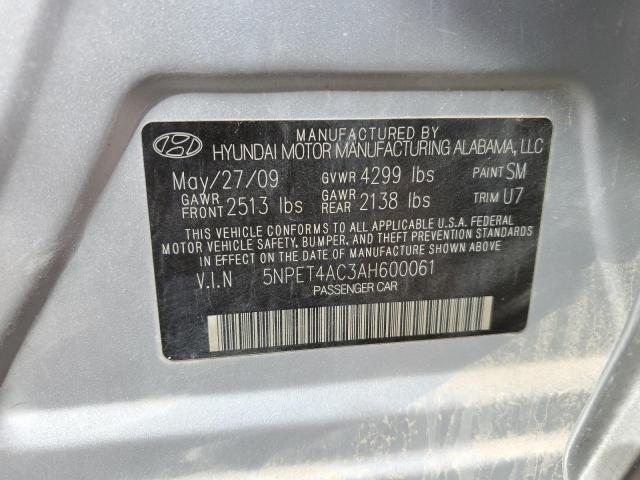 MANUFACTURED BY
HYUNDAI MOTOR MANUFACTURING ALABAMA, LLC
May/27/09 GVWR 4299 lbs PAINT SM
GAWR FRONT 2513 lbs GAWR REAR 2138 lbs TRIM U7
THIS VEHICLE CONFORMS TO ALL APPLICABLE U.S.A. FEDERAL
MOTOR VEHICLE SAFETY, BUMPER, AND THEFT PREVENTION STANDARDS
IN EFFECT ON THE DATE OF MANUFACTURE SHOWN ABOVE.
V.I.N 5NPET4AC3AH600061
PASSENGER CAR